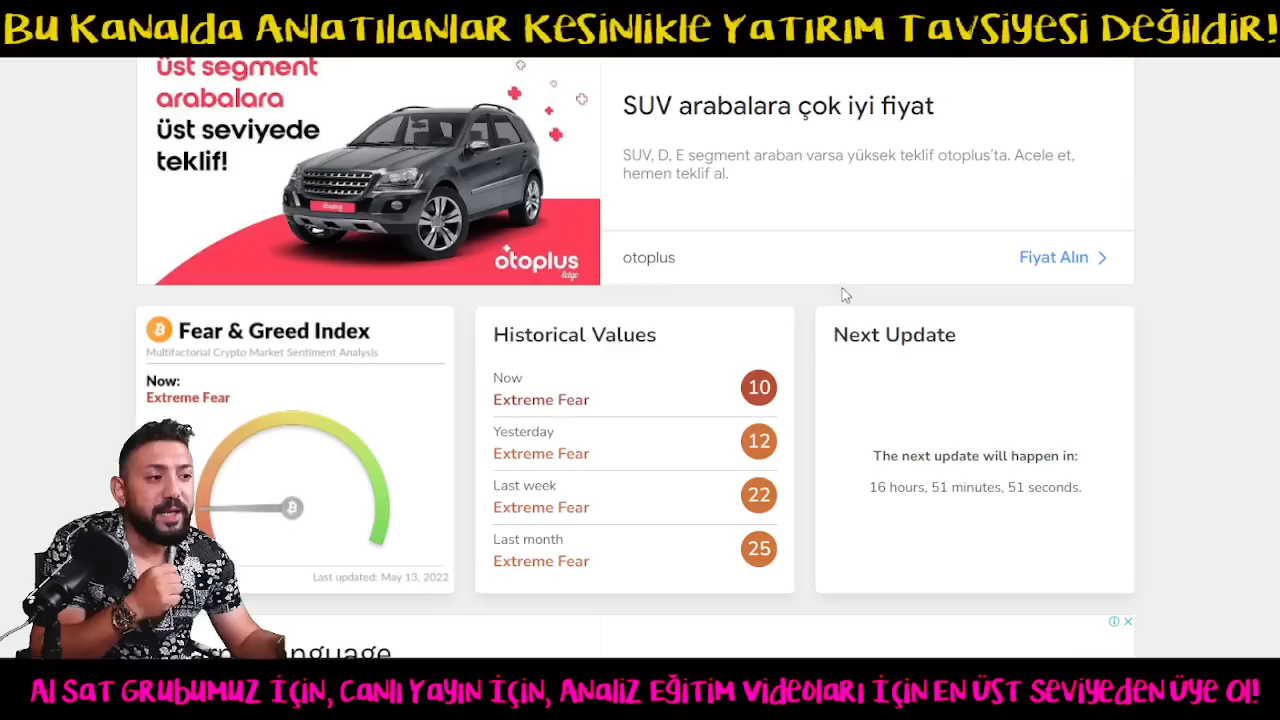 Bu Kanalda Anlatılanlar Kesinlikle Yatırım Tavsiyesi Değildir!
üst segment
arabalara
üst seviyede
teklif!
otoplus
otoplus
letgo
SUV arabalara çok iyi fiyat
SUV, D, E segment araban varsa yüksek teklif otoplus'ta. Acele et,
hemen teklif al.
otoplus
Fiyat Alın
Fear & Greed Index
Multifactorial Crypto Market Sentiment Analysis
Now:
Extreme Fear
Last updated: May 13, 2022
Historical Values
Now
Extreme Fear
10
Yesterday
Extreme Fear
12
Last week
Extreme Fear
22
Last month
Extreme Fear
25
Next Update
The next update will happen in:
16 hours, 51 minutes, 51 seconds.
Al Sat Grubumuz İçin, Canlı Yayın İçin, Analiz Eğitim Videoları İçin En Üst Seviyeden Üye Ol!